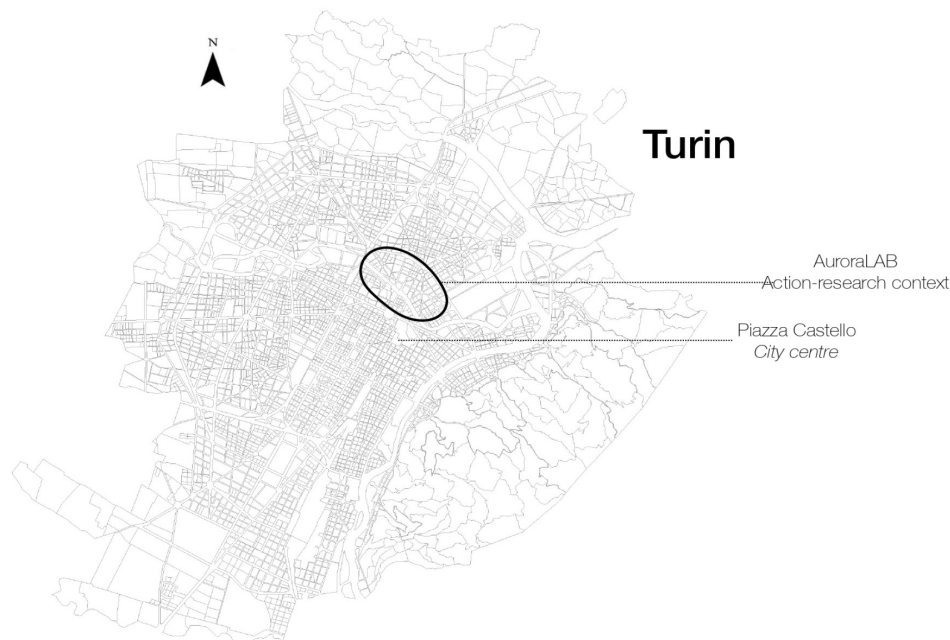 N
Turin
AuroraLAB
Action-research context
Piazza Castello
City centre